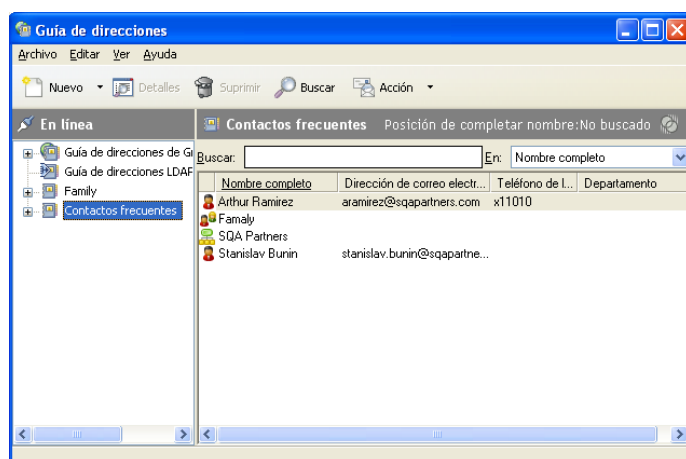 Guía de direcciones
Archivo Editar Ver Ayuda
Nuevo Detalles Suprimir Buscar Acción
En línea
Contactos frecuentes Posición de completar nombre:No buscado
Guía de direcciones de Gr
Guía de direcciones LDAF
Family
Contactos frecuentes
Buscar: En: Nombre completo
Nombre completo Dirección de correo electr... Teléfono de l... Departamento
Arthur Ramirez aramirez@sqapartners.com x11010
Famaly
SQA Partners
Stanislav Bunin stanislav.bunin@sqapartne...